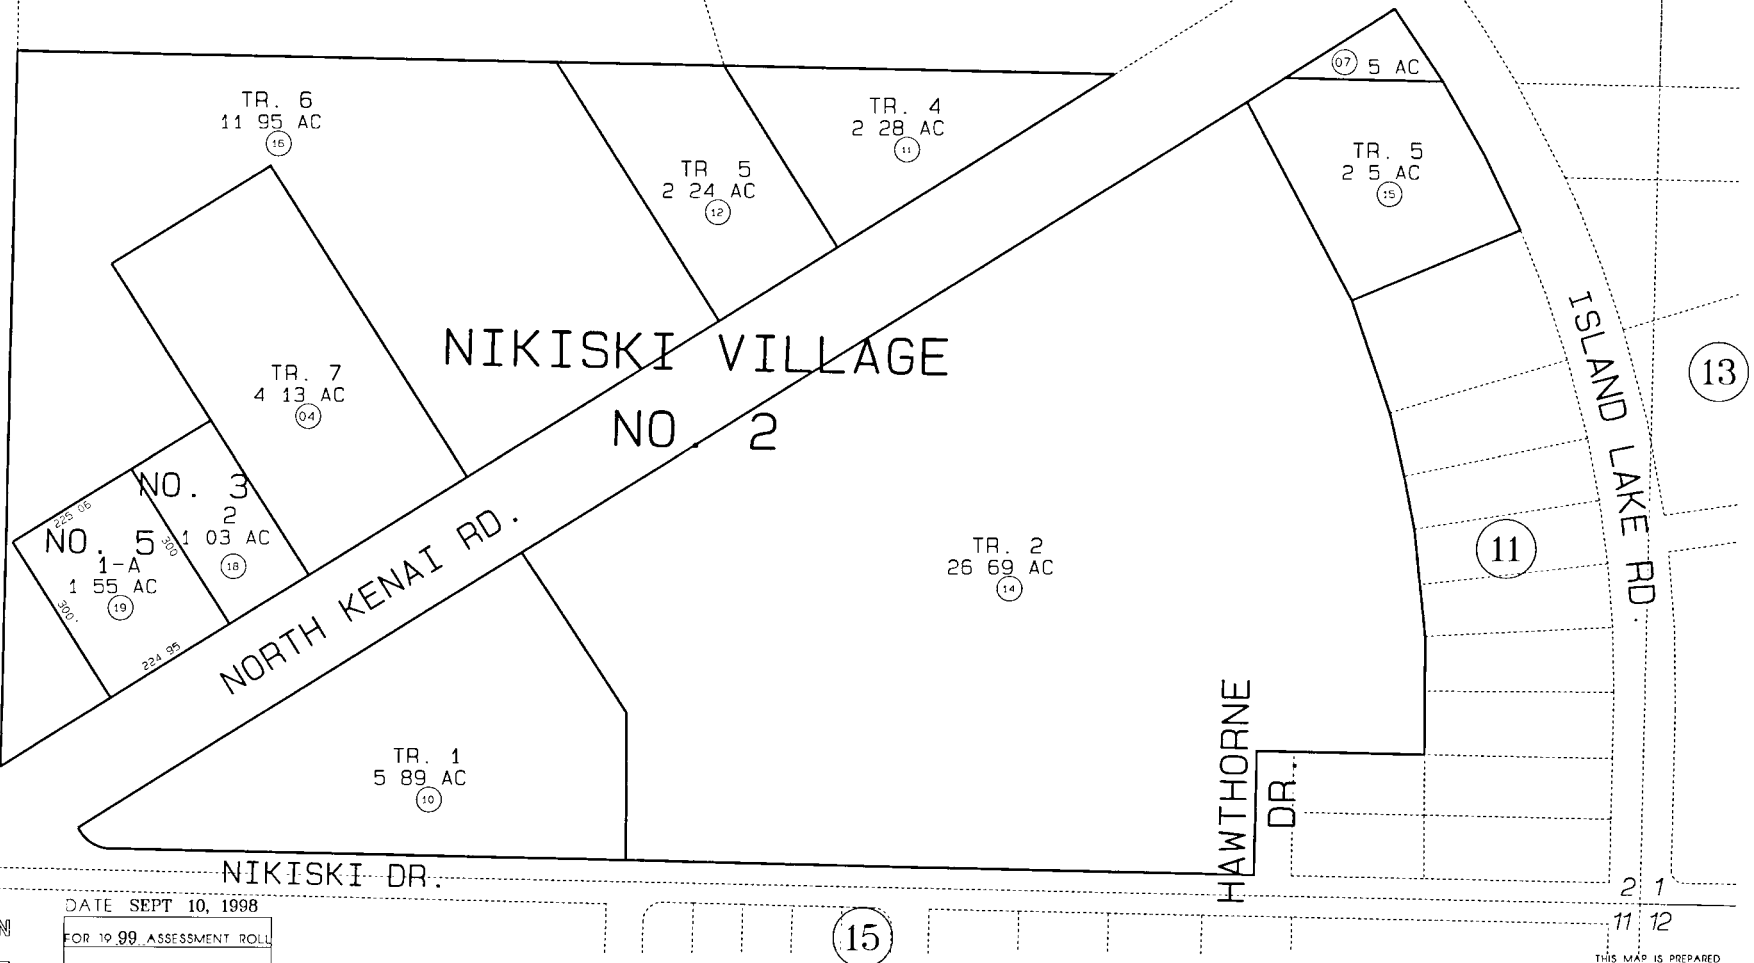 07 5 AC
TR. 6
11 95 AC
16
TR. 4
2 28 AC
11
TR 5
2 24 AC
12
TR. 5
2 5 AC
15
NIKISKI VILLAGE
NO. 2
TR. 7
4 13 AC
04
ISLAND LAKE RD.
13
NO. 3
2
1 03 AC
18
225 06
NO. 5
1-A
1 55 AC
19
300
300.
224 95
NORTH KENAI RD.
TR. 2
26 69 AC
14
11
TR. 1
5 89 AC
10
HAWTHORNE
DR.
NIKISKI DR.
2 1
11 12
15
DATE SEPT 10, 1998
FOR 19 99 ASSESSMENT ROLL
N
THIS MAP IS PREPARED